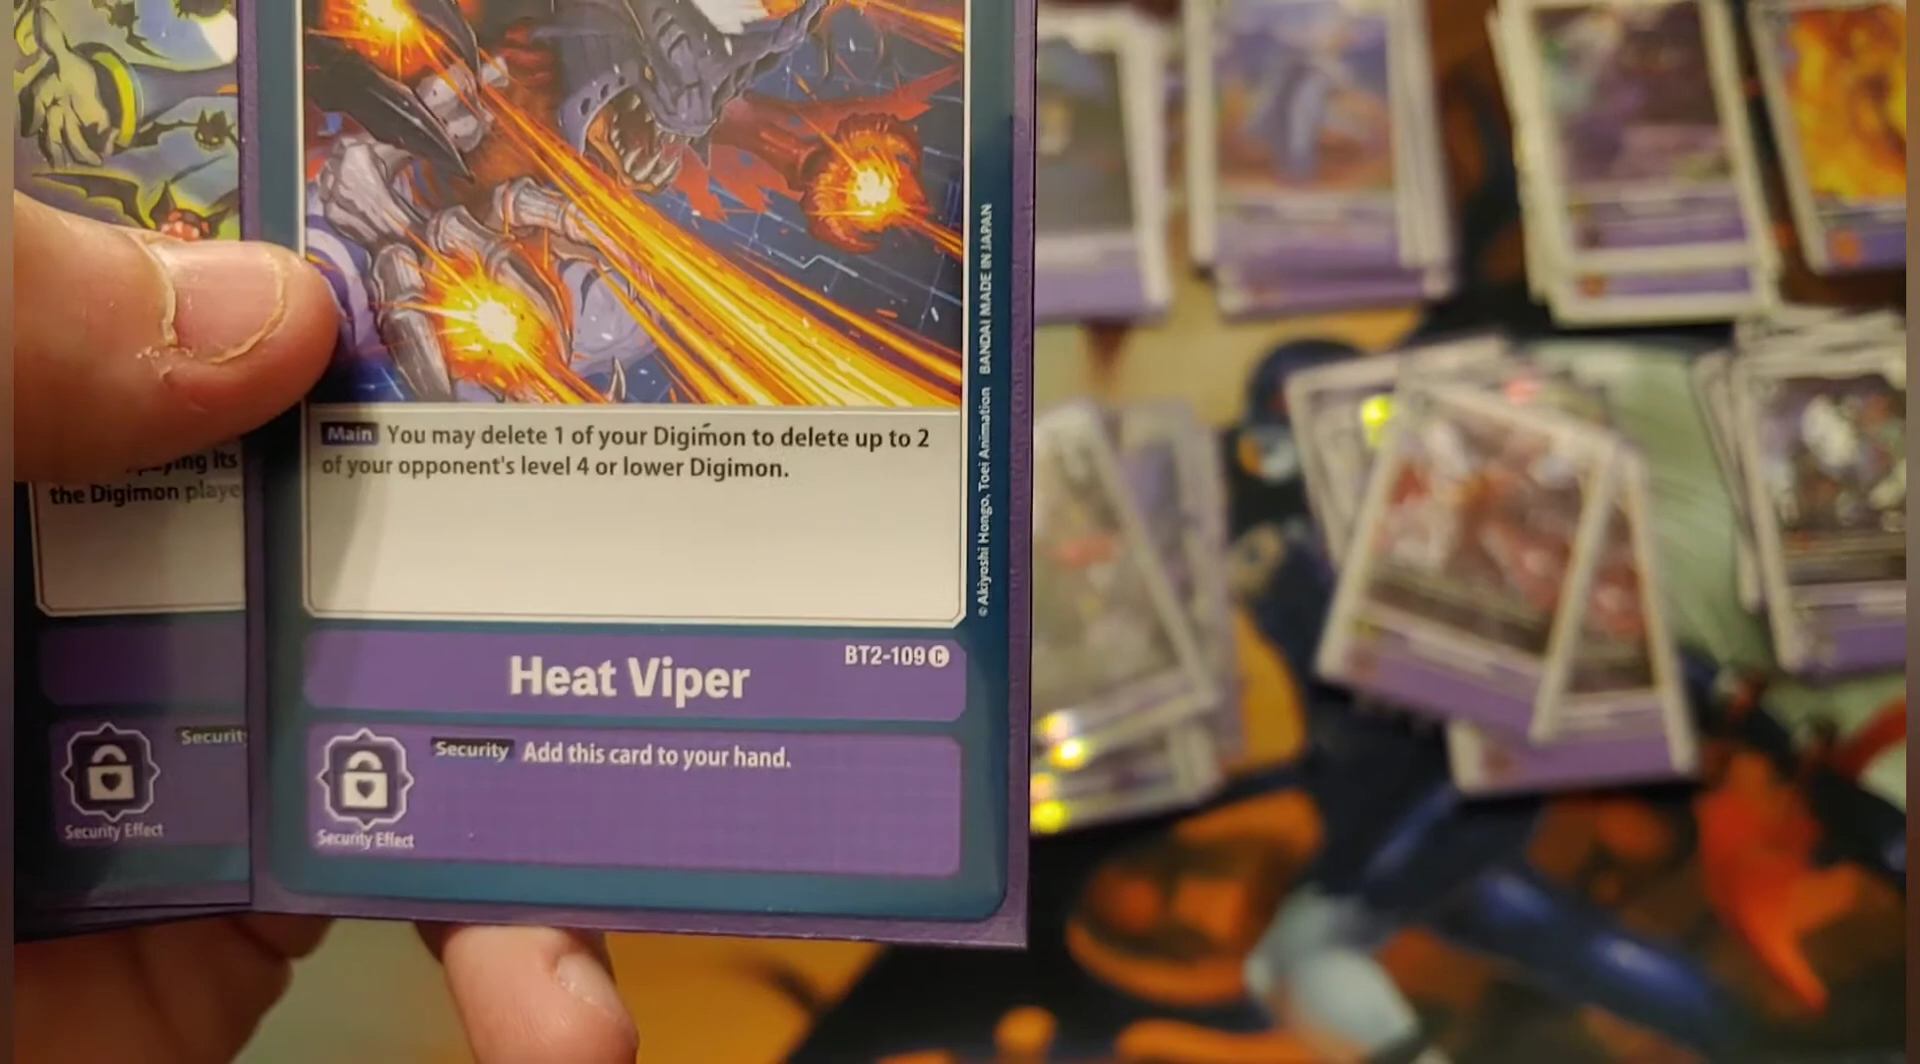 Main You may delete 1 of your Digimon to delete up to 2
of your opponent's level 4 or lower Digimon.
©Akiyoshi Hongo, Toei Animation BANDAI MADE IN JAPAN
BT2-109 C
Heat Viper
Security Add this card to your hand.
Security Effect
ying its
the Digimon playe
Securit
Security Effect